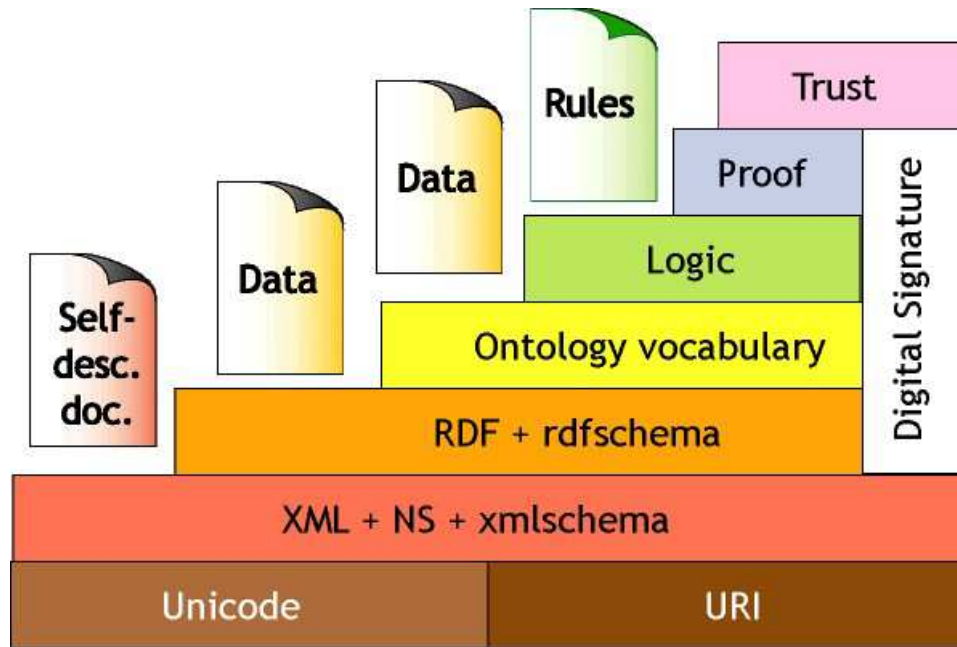 Rules
Trust
Data
Proof
Data
Logic
Self-
desc.
doc.
Ontology vocabulary
Digital Signature
RDF + rdfschema
XML + NS + xmlschema
Unicode
URI